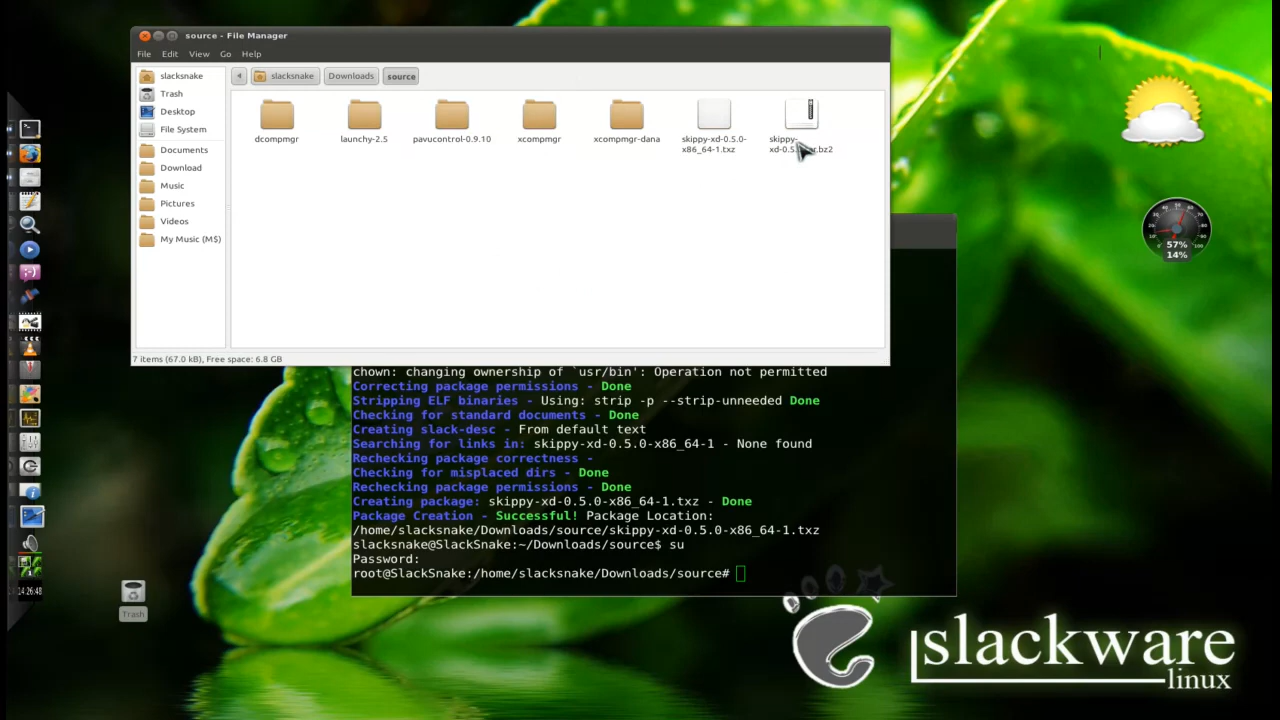 source - File Manager
File Edit View Go Help
slacksnake Downloads source
slacksnake
Trash
Desktop
File System
Documents
Download
Music
Pictures
Videos
My Music (M$)
dcompmgr
launchy-2.5
pavucontrol-0.9.10
xcompmgr
xcompmgr-dana
skippy-xd-0.5.0-
x86_64-1.txz
skippy-
7 items (67.0 kB), Free space: 6.8 GB
chown: changing ownership of `usr/bin': Operation not permitted
Correcting package permissions - Done
Stripping ELF binaries - Using: strip -p --strip-unneeded Done
Checking for standard documents - Done
Creating slack-desc - From default text
Searching for links in: skippy-xd-0.5.0-x86_64-1 - None found
Rechecking package correctness -
Checking for misplaced dirs - Done
Rechecking package permissions - Done
Creating package: skippy-xd-0.5.0-x86_64-1.txz - Done
Package Creation - Successful! Package Location:
/home/slacksnake/Downloads/source/skippy-xd-0.5.0-x86_64-1.txz
slacksnake@SlackSnake:~/Downloads/source$ su
Password:
root@SlackSnake:/home/slacksnake/Downloads/source#
57%
14%
14:26:48
Trash
slackware
linux